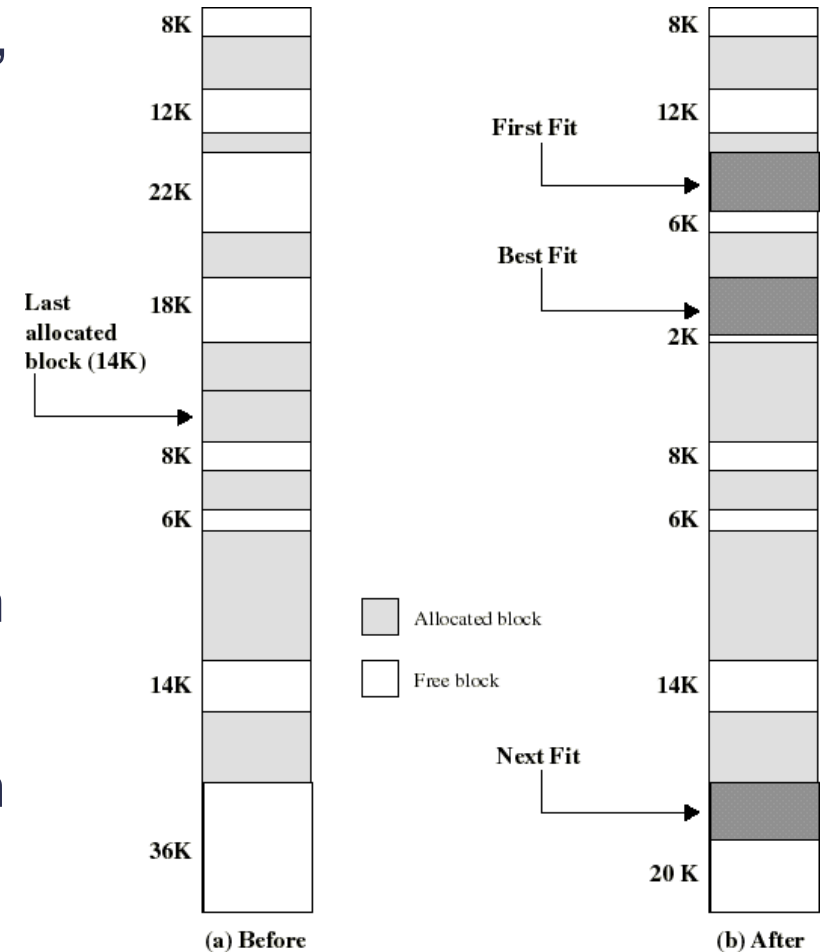 8K
12K
22K
18K
Last
allocated
block (14K)
8K
6K
14K
36K
(a) Before
Allocated block
Free block
8K
12K
First Fit
6K
Best Fit
2K
8K
6K
14K
Next Fit
20 K
(b) After